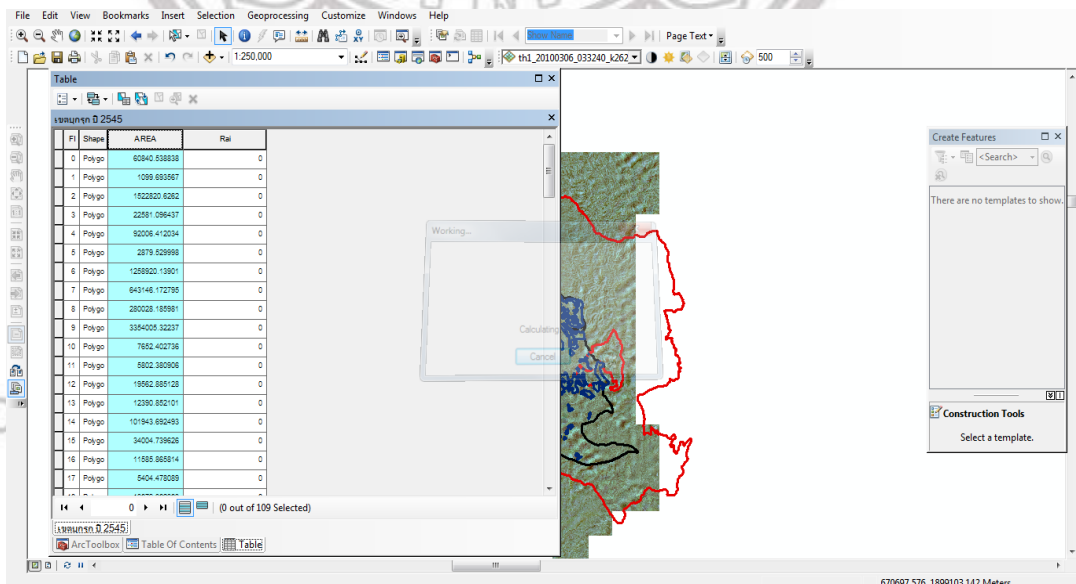 File Edit View Bookmarks Insert Selection Geoprocessing Customize Windows Help
Show Name Page Text
1:250,000 th1_20100306_033240_k262 500
Table
เขตบุกรุก ปี 2545
FI Shape AREA Rai
0 Polygo 60840.538838 0
1 Polygo 1099.693567 0
2 Polygo 1522820.6262 0
3 Polygo 22581.096437 0
4 Polygo 92006.412034 0
5 Polygo 2879.529998 0
6 Polygo 1258920.13901 0
7 Polygo 643146.172795 0
8 Polygo 280028.185981 0
9 Polygo 3354005.32237 0
10 Polygo 7652.402736 0
11 Polygo 5802.380906 0
12 Polygo 19562.885128 0
13 Polygo 12390.852101 0
14 Polygo 101943.692493 0
15 Polygo 34004.739626 0
16 Polygo 11585.865814 0
17 Polygo 5404.478089 0
0 (0 out of 109 Selected)
เขตบุกรุก ปี 2545
ArcToolbox Table Of Contents Table
Working...
Calculating
Cancel
Create Features
<Search>
There are no templates to show.
Construction Tools
Select a template.
670697.576 1899103.142 Meters